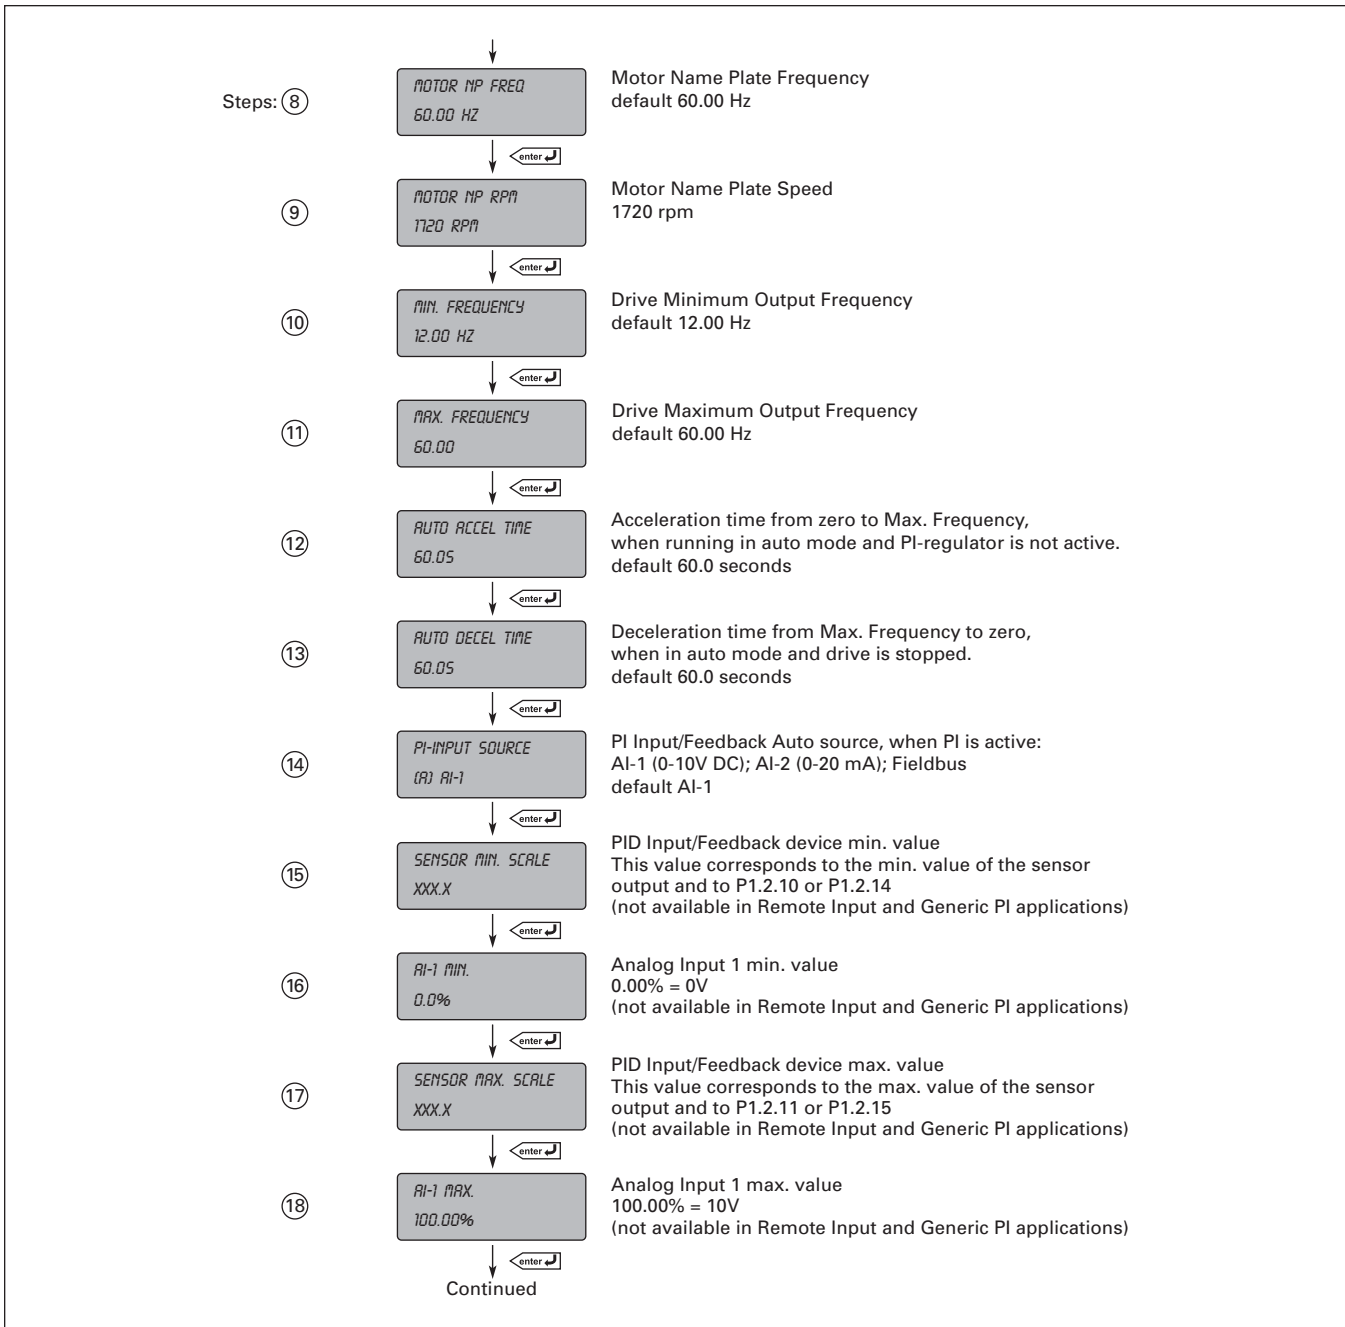 Steps: 8
MOTOR NP FREQ
60.00 HZ
Motor Name Plate Frequency
default 60.00 Hz
enter
9
MOTOR NP RPM
1720 RPM
Motor Name Plate Speed
1720 rpm
enter
10
MIN. FREQUENCY
12.00 HZ
Drive Minimum Output Frequency
default 12.00 Hz
enter
11
MAX. FREQUENCY
60.00
Drive Maximum Output Frequency
default 60.00 Hz
enter
12
AUTO ACCEL TIME
60.0S
Acceleration time from zero to Max. Frequency,
when running in auto mode and PI-regulator is not active.
default 60.0 seconds
enter
13
AUTO DECEL TIME
60.0S
Deceleration time from Max. Frequency to zero,
when in auto mode and drive is stopped.
default 60.0 seconds
enter
14
PI-INPUT SOURCE
(A) AI-1
PI Input/Feedback Auto source, when PI is active:
AI-1 (0-10V DC); AI-2 (0-20 mA); Fieldbus
default AI-1
enter
15
SENSOR MIN. SCALE
XXX.X
PID Input/Feedback device min. value
This value corresponds to the min. value of the sensor
output and to P1.2.10 or P1.2.14
(not available in Remote Input and Generic PI applications)
enter
16
AI-1 MIN.
0.0%
Analog Input 1 min. value
0.00% = 0V
(not available in Remote Input and Generic PI applications)
enter
17
SENSOR MAX. SCALE
XXX.X
PID Input/Feedback device max. value
This value corresponds to the max. value of the sensor
output and to P1.2.11 or P1.2.15
(not available in Remote Input and Generic PI applications)
enter
18
AI-1 MAX.
100.00%
Analog Input 1 max. value
100.00% = 10V
(not available in Remote Input and Generic PI applications)
enter
Continued